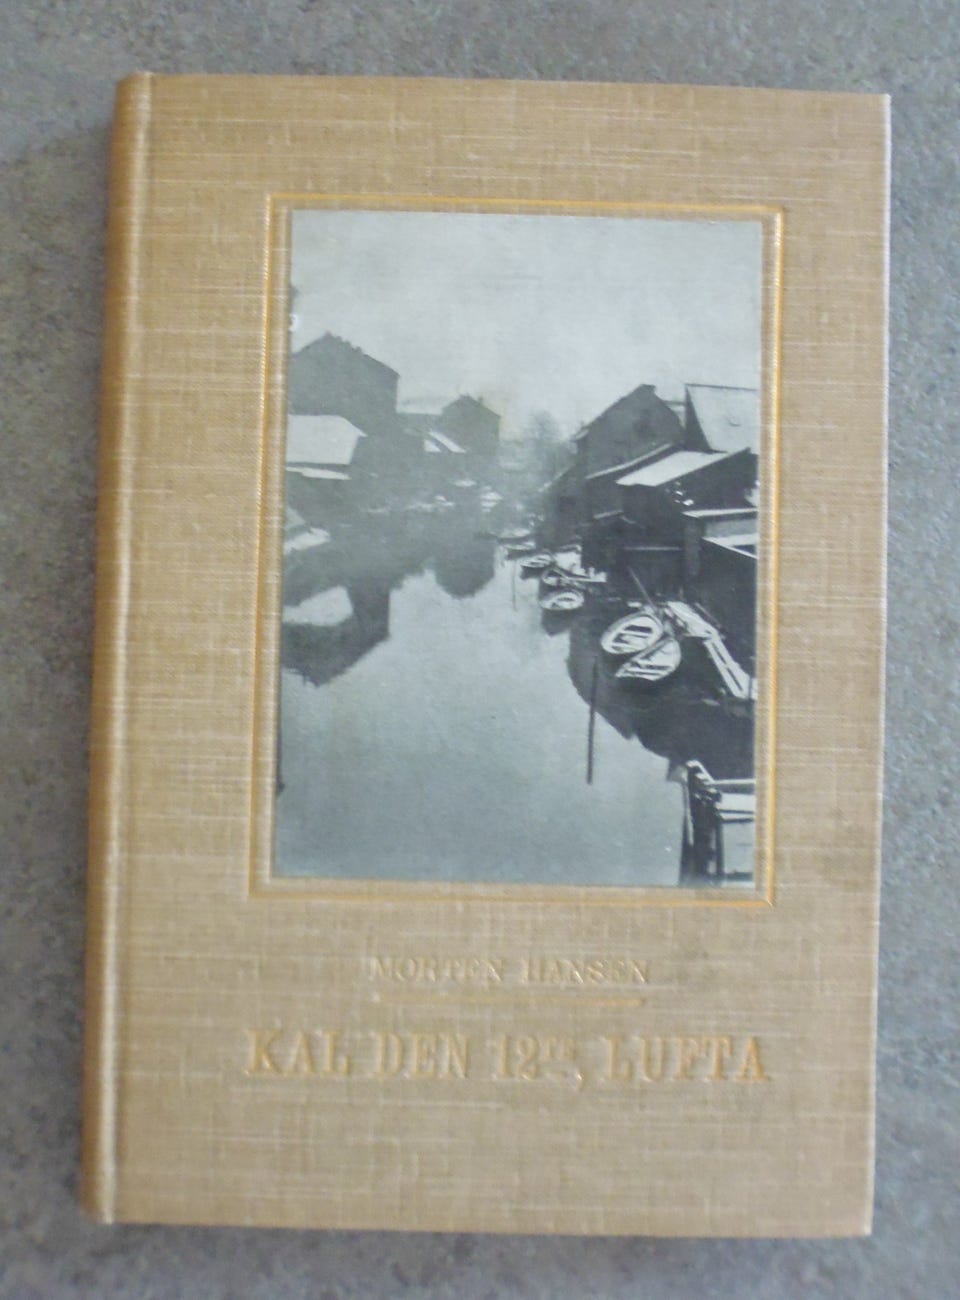 MORTEN HANSEN
KAL DEN 12TE, LUFTA